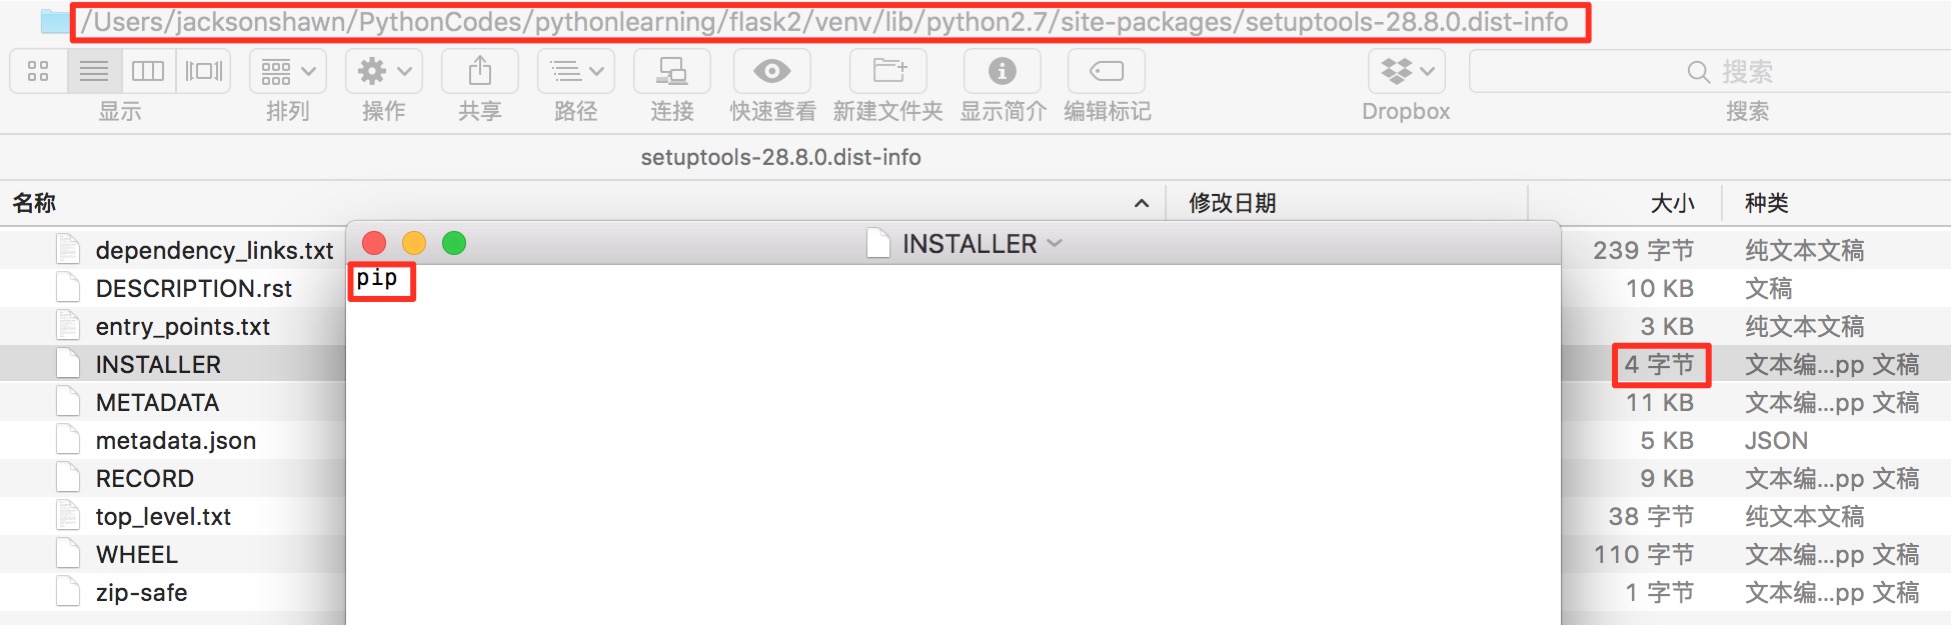 /Users/jacksonshawn/PythonCodes/pythonlearning/flask2/venv/lib/python2.7/site-packages/setuptools-28.8.0.dist-info
显示 排列 操作 共享 路径 连接 快速查看 新建文件夹 显示简介 编辑标记 Dropbox 搜索
搜索
setuptools-28.8.0.dist-info
名称 修改日期 大小 种类
INSTALLER
pip
dependency_links.txt 239 字节 纯文本文稿
DESCRIPTION.rst 10 KB 文稿
entry_points.txt 3 KB 纯文本文稿
INSTALLER 4 字节 文本编...pp 文稿
METADATA 11 KB 文本编...pp 文稿
metadata.json 5 KB JSON
RECORD 9 KB 文本编...pp 文稿
top_level.txt 38 字节 纯文本文稿
WHEEL 110 字节 文本编...pp 文稿
zip-safe 1 字节 文本编...pp 文稿